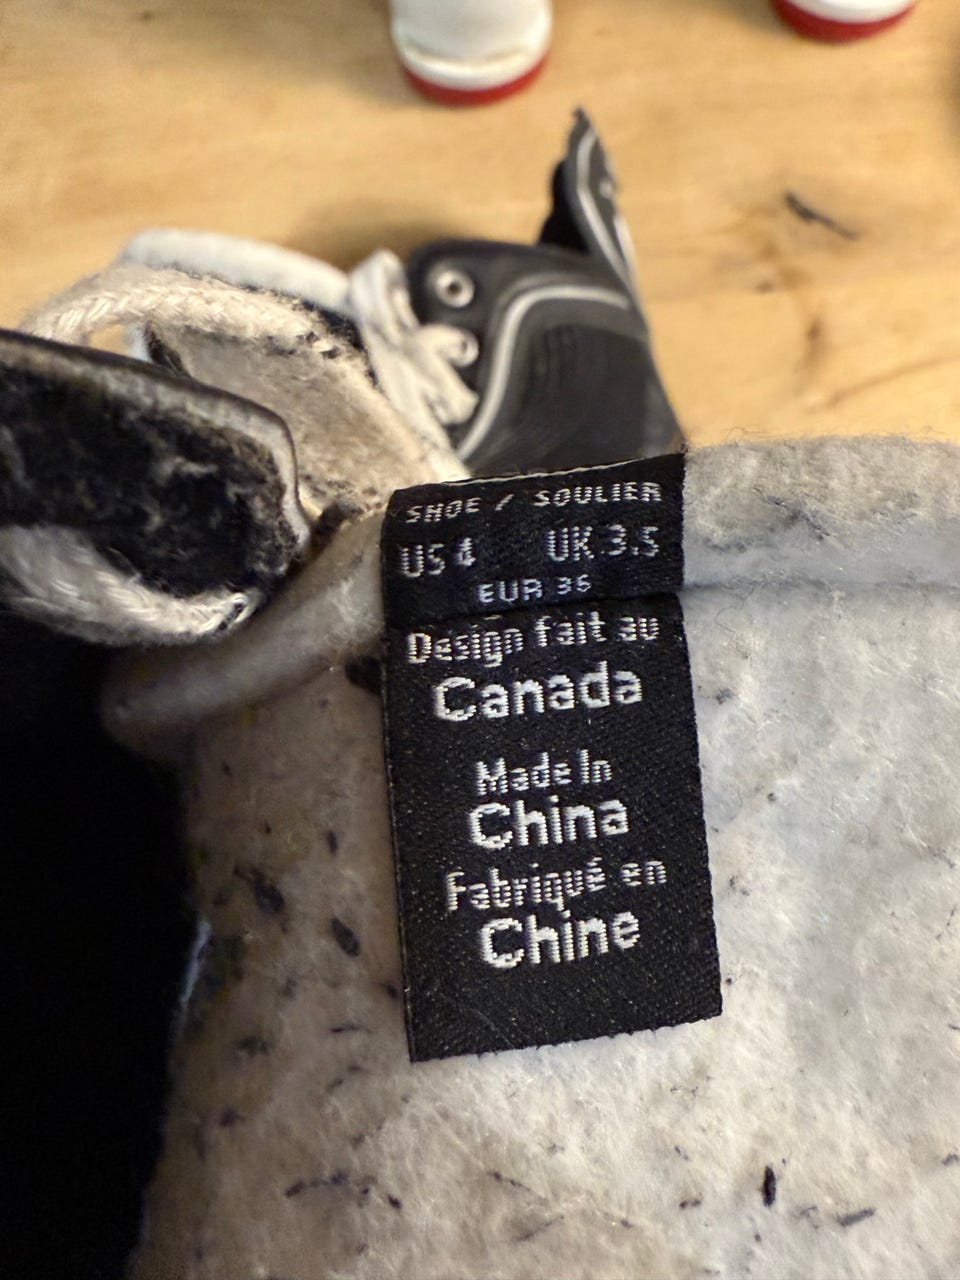 SHOE / SOULIER
US 4 UK 3.5
EUR 36
Design fait au
Canada
Made In
China
Fabriqué en
Chine